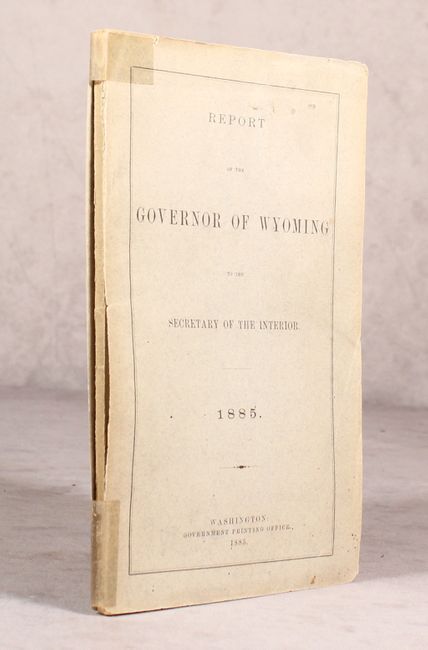 REPORT
OF THE
GOVERNOR OF WYOMING
TO THE
SECRETARY OF THE INTERIOR.
1885.
WASHINGTON:
GOVERNMENT PRINTING OFFICE.
1885.